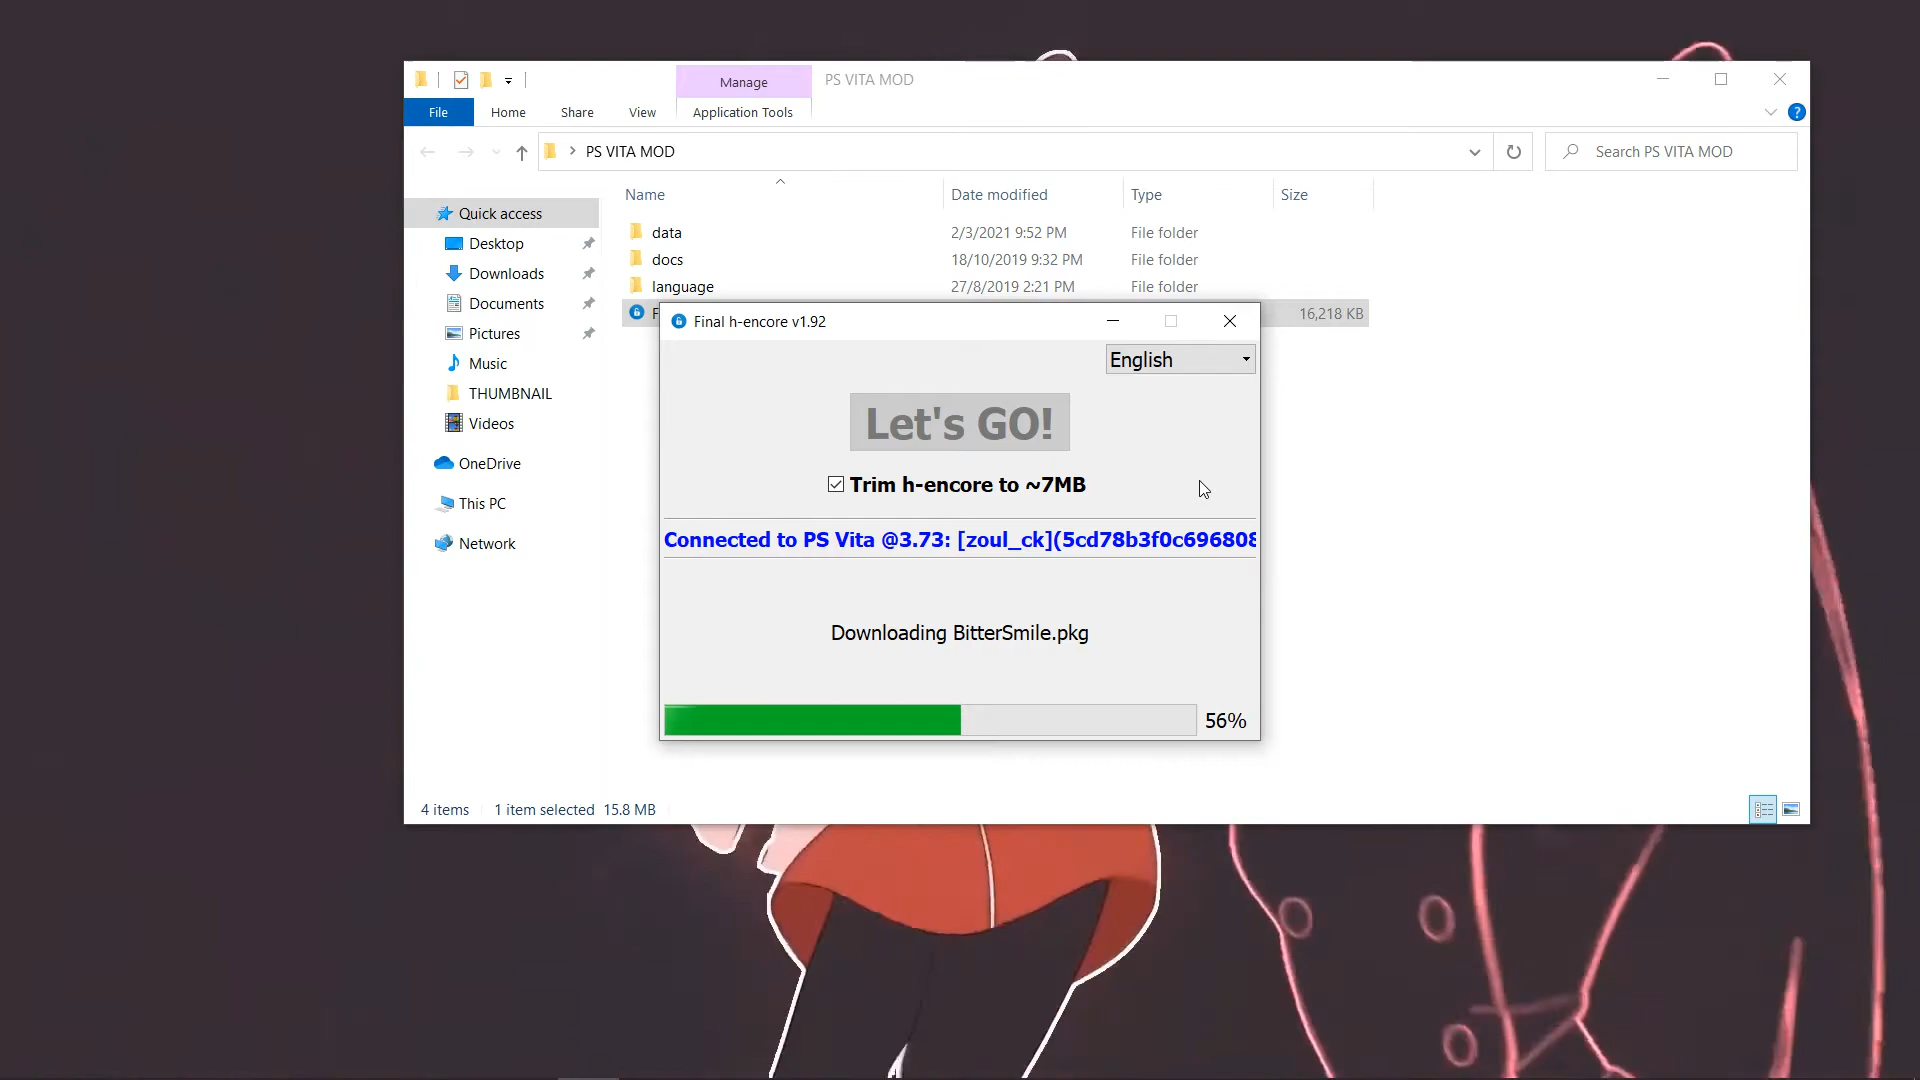 Manage
PS VITA MOD
File
Home
Share
View
Application Tools
PS VITA MOD
Search PS VITA MOD
Name
Date modified
Type
Size
Quick access
Desktop
Downloads
Documents
Pictures
Music
THUMBNAIL
Videos
OneDrive
This PC
Network
data 2/3/2021 9:52 PM File folder
docs 18/10/2019 9:32 PM File folder
language 27/8/2019 2:21 PM File folder
F 16,218 KB
Final h-encore v1.92
English
Let's GO!
Trim h-encore to ~7MB
Connected to PS Vita @3.73: [zoul_ck](5cd78b3f0c696808
Downloading BitterSmile.pkg
56%
4 items 1 item selected 15.8 MB